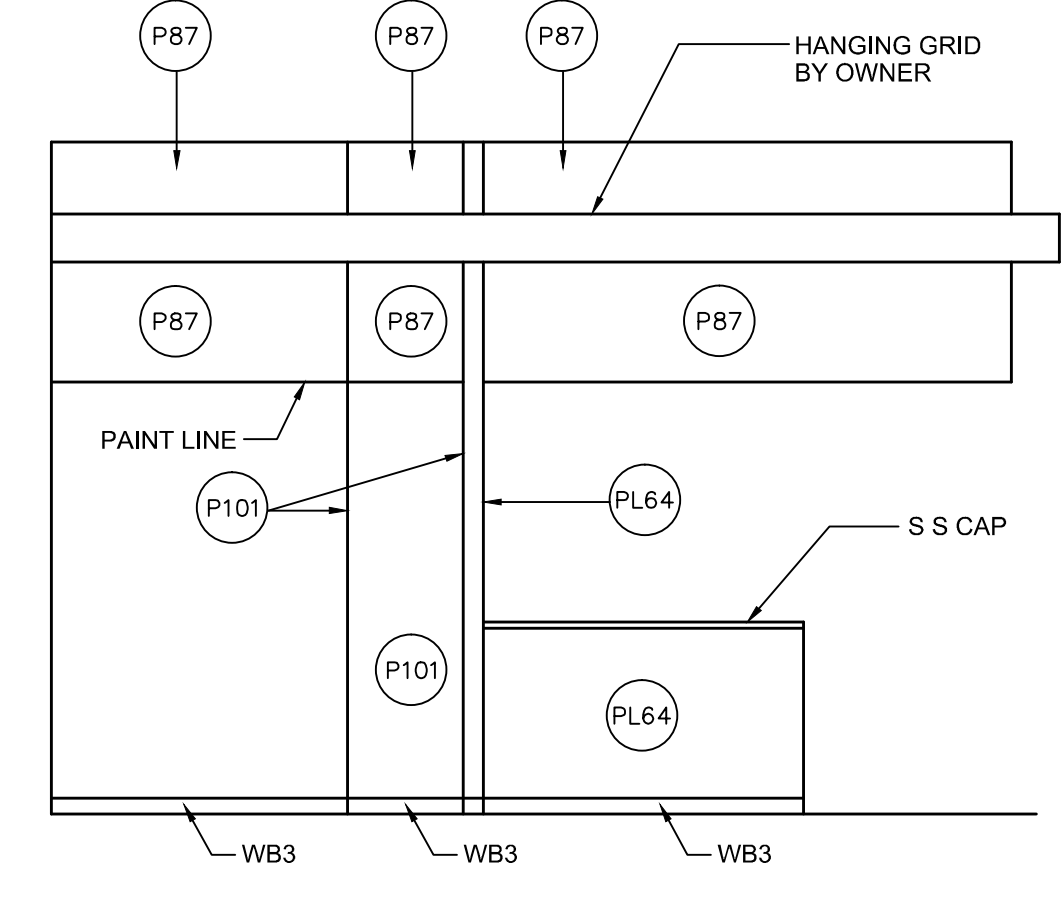 P87
P87
P87
HANGING GRID
BY OWNER
P87
P87
P87
PAINT LINE
P101
PL64
S S CAP
P101
PL64
WB3
WB3
WB3